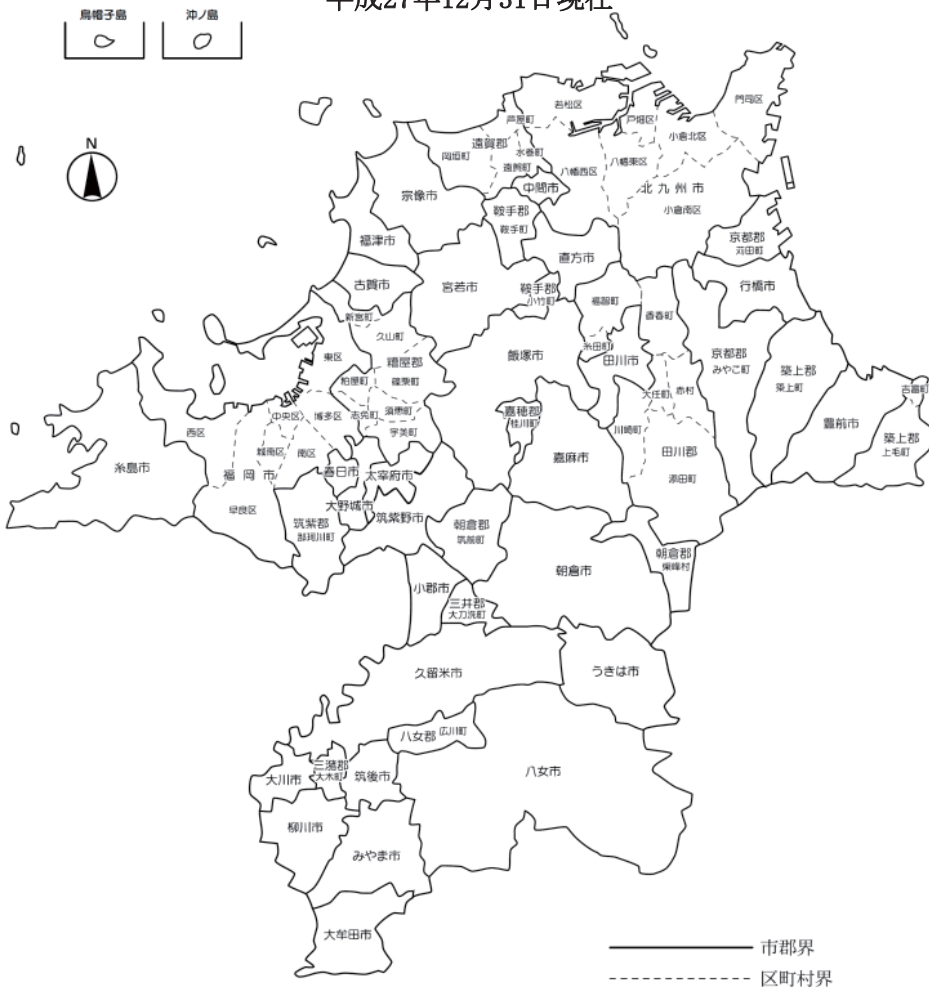 平成27年12月31日現在
烏帽子島
沖ノ島
N
門司区
若松区
戸畑区
小倉北区
芦屋町
遠賀郡
水巻町
岡垣町
遠賀町
八幡西区
八幡東区
中間市
北九州市
小倉南区
宗像市
鞍手郡
鞍手町
京都郡
苅田町
福津市
直方市
古賀市
宮若市
鞍手郡
小竹町
福智町
行橋市
香春町
新宮町
久山町
糸田町
田川市
飯塚市
東区
糟屋郡
篠栗町
粕屋町
京都郡
みやこ町
築上郡
築上町
大任町
赤村
吉富町
中央区
博多区
志免町
須惠町
宇美町
嘉穂郡
桂川町
川崎町
豊前市
西区
城南区
南区
築上郡
上毛町
糸島市
福岡市
春日市
太宰府市
嘉麻市
田川郡
添田町
早良区
大野城市
筑紫野市
筑紫郡
那珂川町
朝倉郡
筑前町
朝倉市
朝倉郡
東峰村
小郡市
三井郡
大刀洗町
久留米市
うきは市
八女郡
広川町
大川市
三潴郡
大木町
筑後市
八女市
柳川市
みやま市
大牟田市
市郡界
区町村界